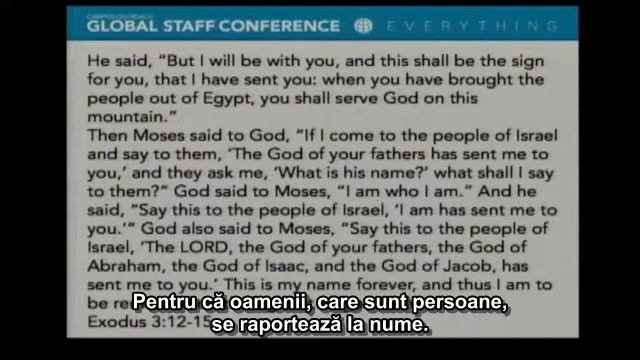 CAMPUS OUTREACH
GLOBAL STAFF CONFERENCE EVERYTHING
He said, “But I will be with you, and this shall be the sign
for you, that I have sent you: when you have brought the
people out of Egypt, you shall serve God on this
mountain.”
Then Moses said to God, “If I come to the people of Israel
and say to them, ‘The God of your fathers has sent me to
you,’ and they ask me, ‘What is his name?’ what shall I say
to them?” God said to Moses, “I am who I am.” And he
said, “Say this to the people of Israel, ‘I am has sent me to
you.’” God also said to Moses, “Say this to the people of
Israel, ‘The LORD, the God of your fathers, the God of
Abraham, the God of Isaac, and the God of Jacob, has
sent me to you.’ This is my name forever, and thus I am to
be re
Pentru că oamenii, care sunt persoane,
se raportează la nume.
Exodus 3:12-15